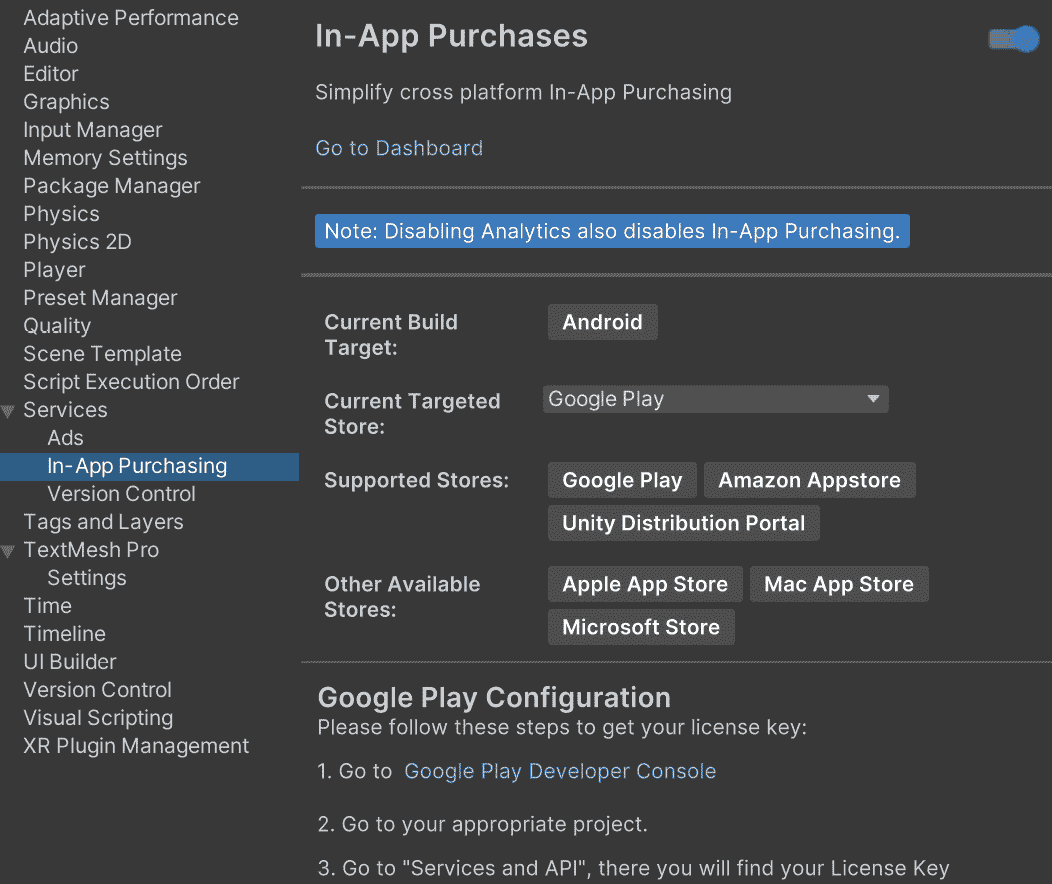 Adaptive Performance
Audio
Editor
Graphics
Input Manager
Memory Settings
Package Manager
Physics
Physics 2D
Player
Preset Manager
Quality
Scene Template
Script Execution Order
Services
Ads
In-App Purchasing
Version Control
Tags and Layers
TextMesh Pro
Settings
Time
Timeline
UI Builder
Version Control
Visual Scripting
XR Plugin Management
In-App Purchases
Simplify cross platform In-App Purchasing
Go to Dashboard
Note: Disabling Analytics also disables In-App Purchasing.
Current Build
Target:
Android
Current Targeted
Store:
Google Play
Supported Stores:
Google Play Amazon Appstore
Unity Distribution Portal
Other Available
Stores:
Apple App Store Mac App Store
Microsoft Store
Google Play Configuration
Please follow these steps to get your license key:
1. Go to Google Play Developer Console
2. Go to your appropriate project.
3. Go to "Services and API", there you will find your License Key